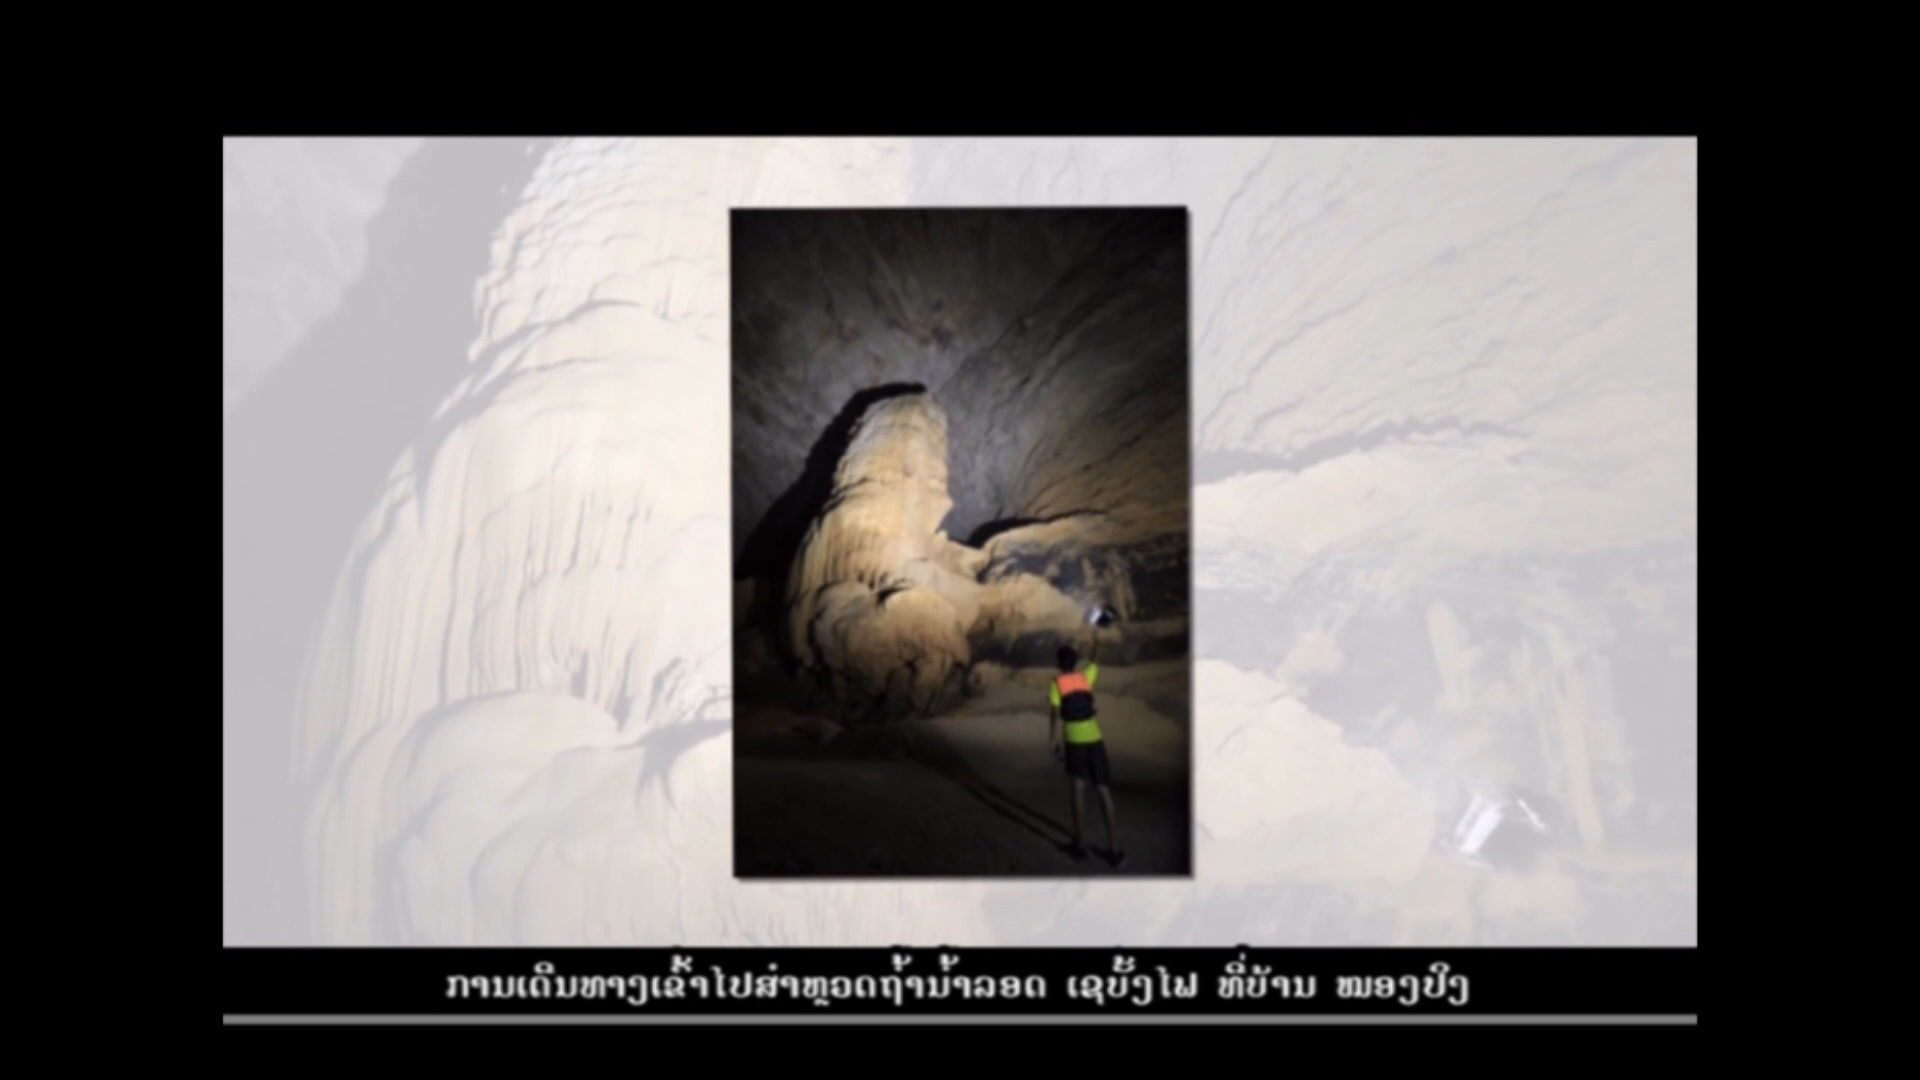 ການເດີນທາງເຂົ້າໄປສຳຫຼວດຖ້ຳນ້ຳລອດ ເຊບັ້ງໄຟ ທີ່ບ້ານ ໝອງປິງ